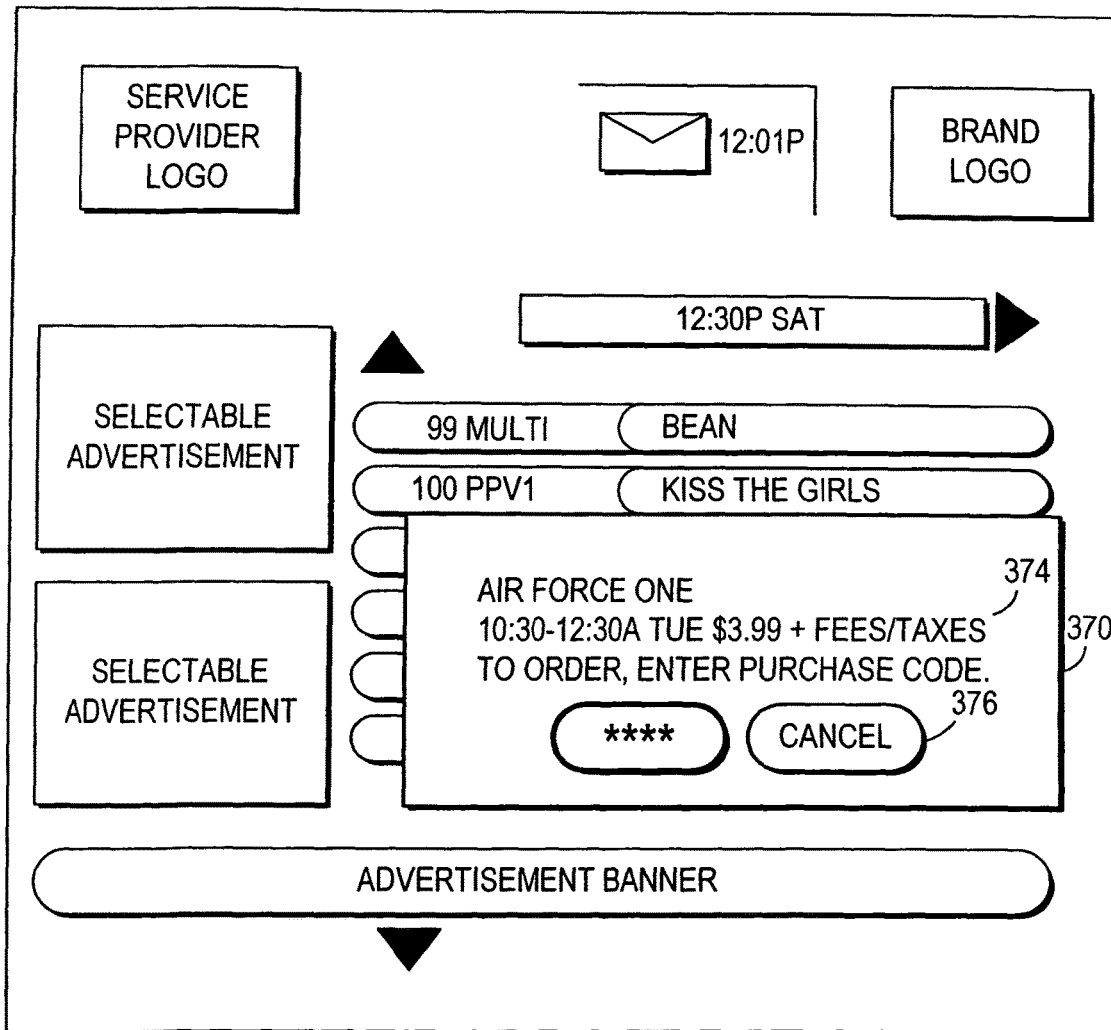 SERVICE
PROVIDER
LOGO
12:01P
BRAND
LOGO
12:30P SAT
SELECTABLE
ADVERTISEMENT
99 MULTI BEAN
100 PPV1 KISS THE GIRLS
AIR FORCE ONE
374
10:30-12:30A TUE $3.99 + FEES/TAXES
370
TO ORDER, ENTER PURCHASE CODE.
376
**** CANCEL
SELECTABLE
ADVERTISEMENT
ADVERTISEMENT BANNER